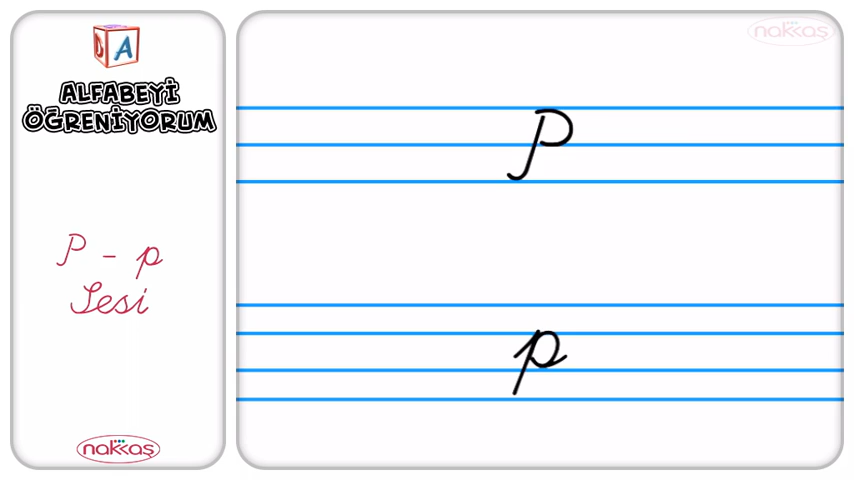 D A
ALFABEYİ
ÖĞRENİYORUM
P - p
Sesi
nakkaş
nakkaş
P
p